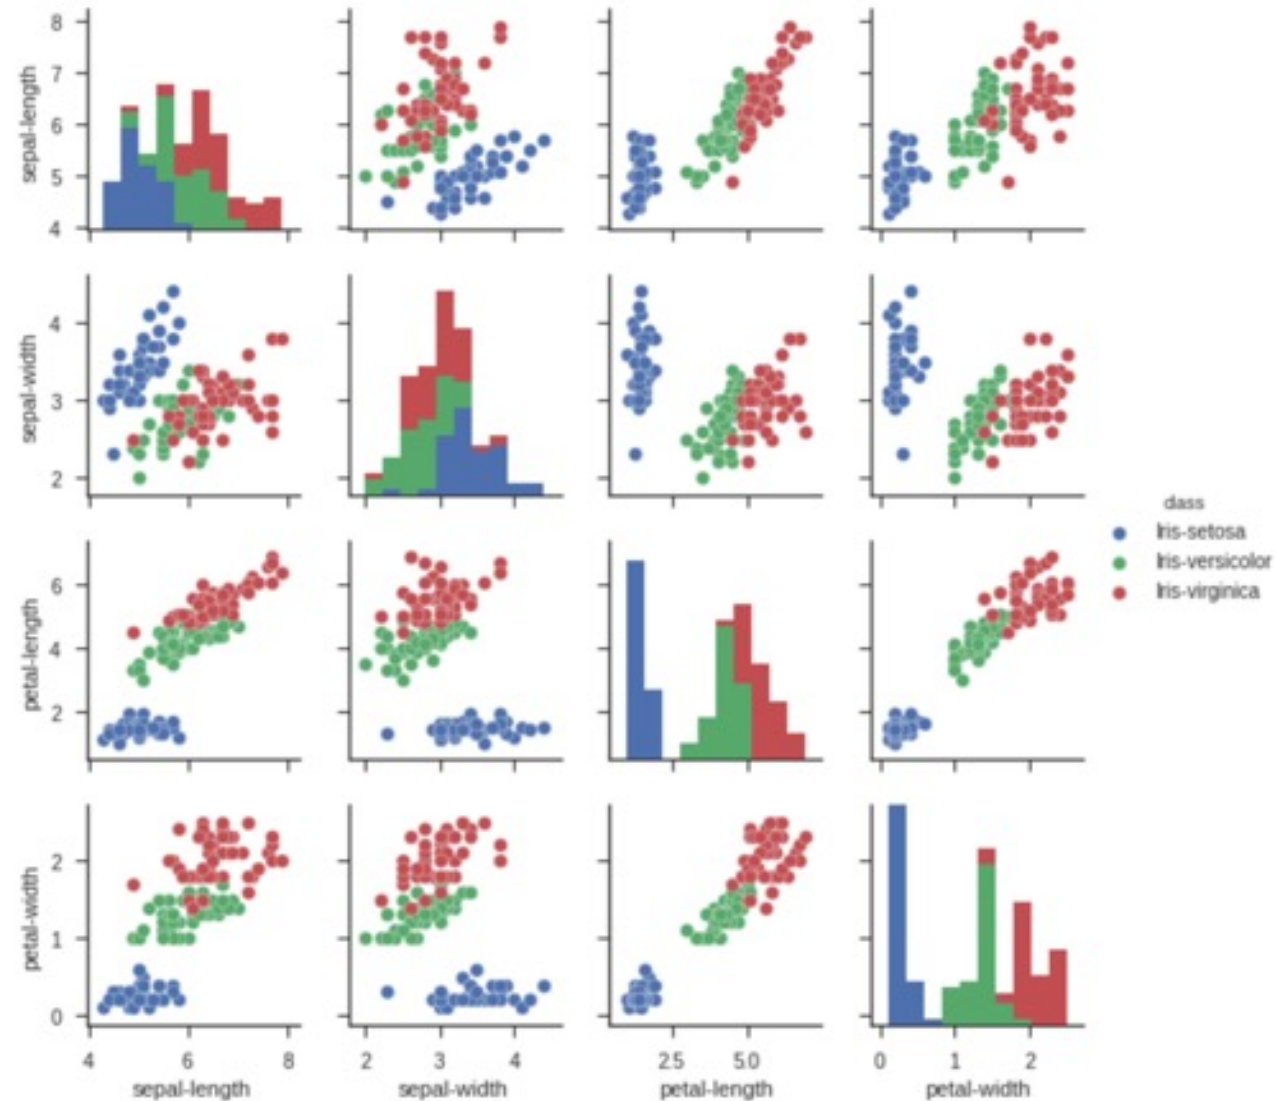 8
7
6
5
4
sepal-length
4
3
2
sepal-width
class
Iris-setosa
Iris-versicolor
Iris-virginica
6
4
2
petal-length
2
1
0
petal-width
4 6 8 2 3 4 2.5 5.0 0 1 2
sepal-length sepal-width petal-length petal-width